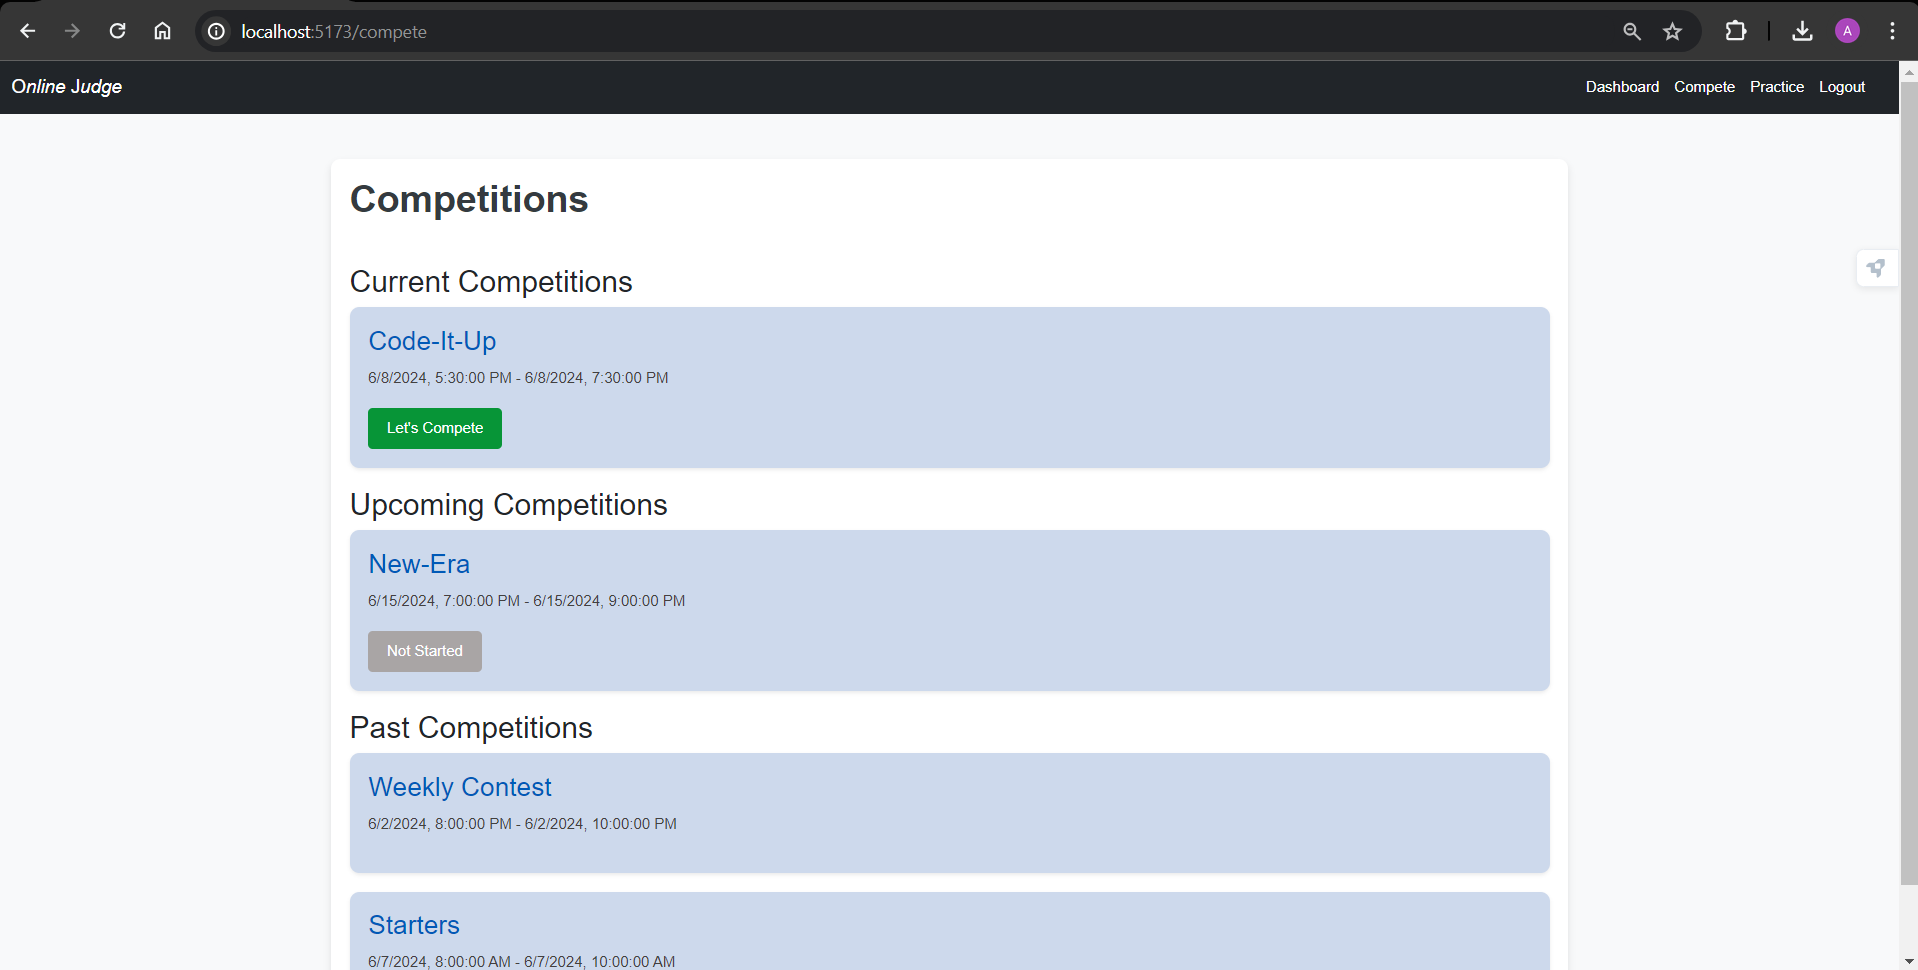 localhost:5173/compete
A
Online Judge
Dashboard Compete Practice Logout
Competitions
Current Competitions
Code-It-Up
6/8/2024, 5:30:00 PM - 6/8/2024, 7:30:00 PM
Let's Compete
Upcoming Competitions
New-Era
6/15/2024, 7:00:00 PM - 6/15/2024, 9:00:00 PM
Not Started
Past Competitions
Weekly Contest
6/2/2024, 8:00:00 PM - 6/2/2024, 10:00:00 PM
Starters
6/7/2024, 8:00:00 AM - 6/7/2024, 10:00:00 AM